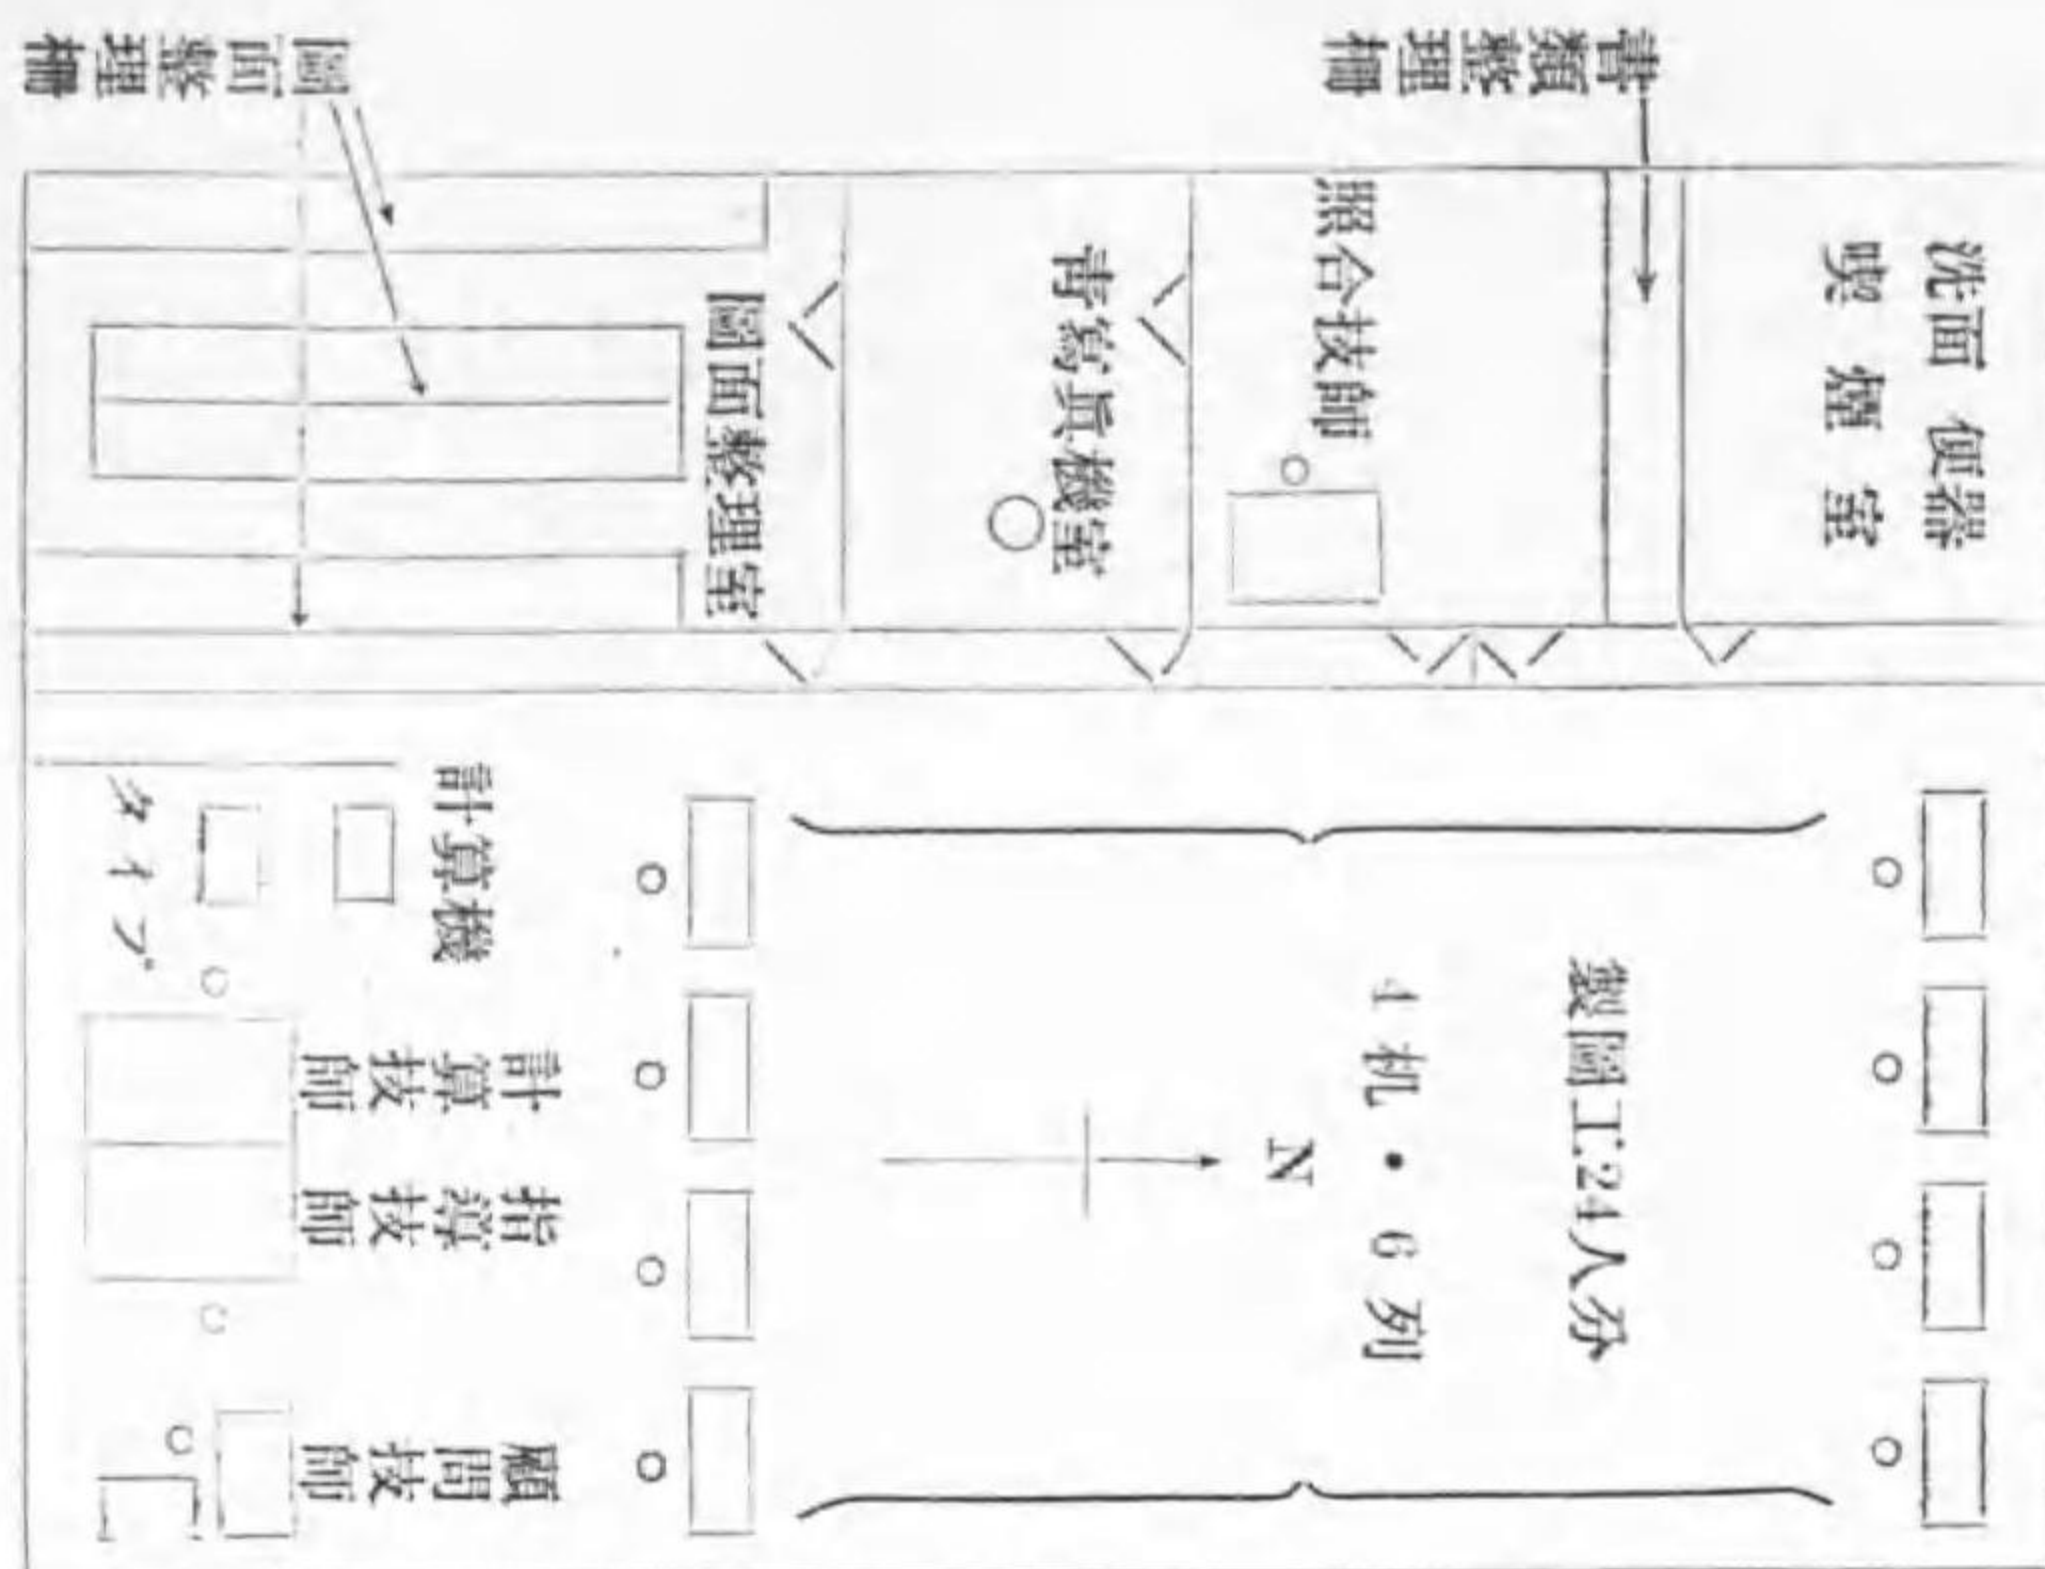 圖面整理柵
書類整理柵
圖面整理室
青寫眞機室
照合技師
洗面 便器
喫煙室
タイプ
計算機
計算技師
指導技師
顧問技師
製圖工24人分
4机・6列
N